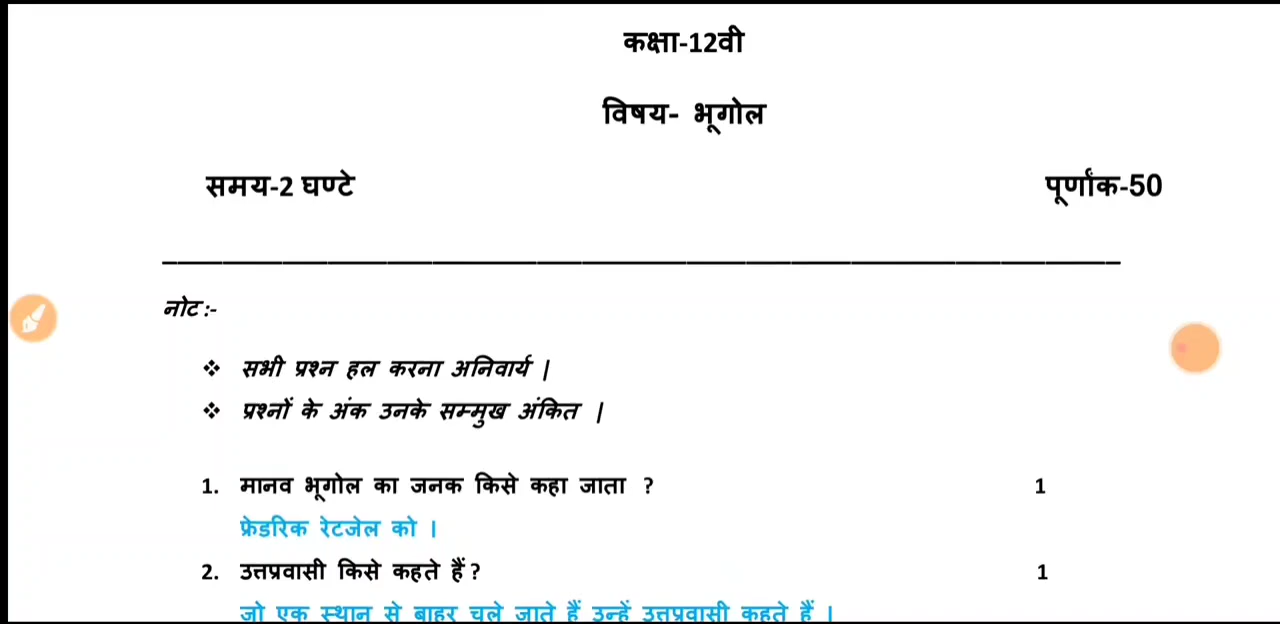 कक्षा-12वी
विषय- भूगोल
समय-2 घण्टे पूर्णांक-50
नोट:-
❖ सभी प्रश्न हल करना अनिवार्य |
❖ प्रश्नों के अंक उनके सम्मुख अंकित |
1. मानव भूगोल का जनक किसे कहा जाता ? 1
फ्रेडरिक रेटजेल को |
2. उत्तप्रवासी किसे कहते हैं? 1
जो एक स्थान से बाहर चले जाते हैं उन्हें उत्तप्रवासी कहते हैं |